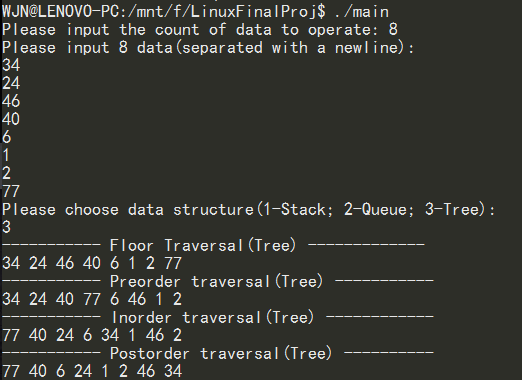 WJN@LENOVO-PC:/mnt/f/LinuxFinalProj$ ./main
Please input the count of data to operate: 8
Please input 8 data(separated with a newline):
34
24
46
40
6
1
2
77
Please choose data structure(1-Stack; 2-Queue; 3-Tree):
3
----------- Floor Traversal(Tree) -------------
34 24 46 40 6 1 2 77
----------- Preorder traversal(Tree) -----------
34 24 40 77 6 46 1 2
----------- Inorder traversal(Tree) ------------
77 40 24 6 34 1 46 2
----------- Postorder traversal(Tree) ----------
77 40 6 24 1 2 46 34